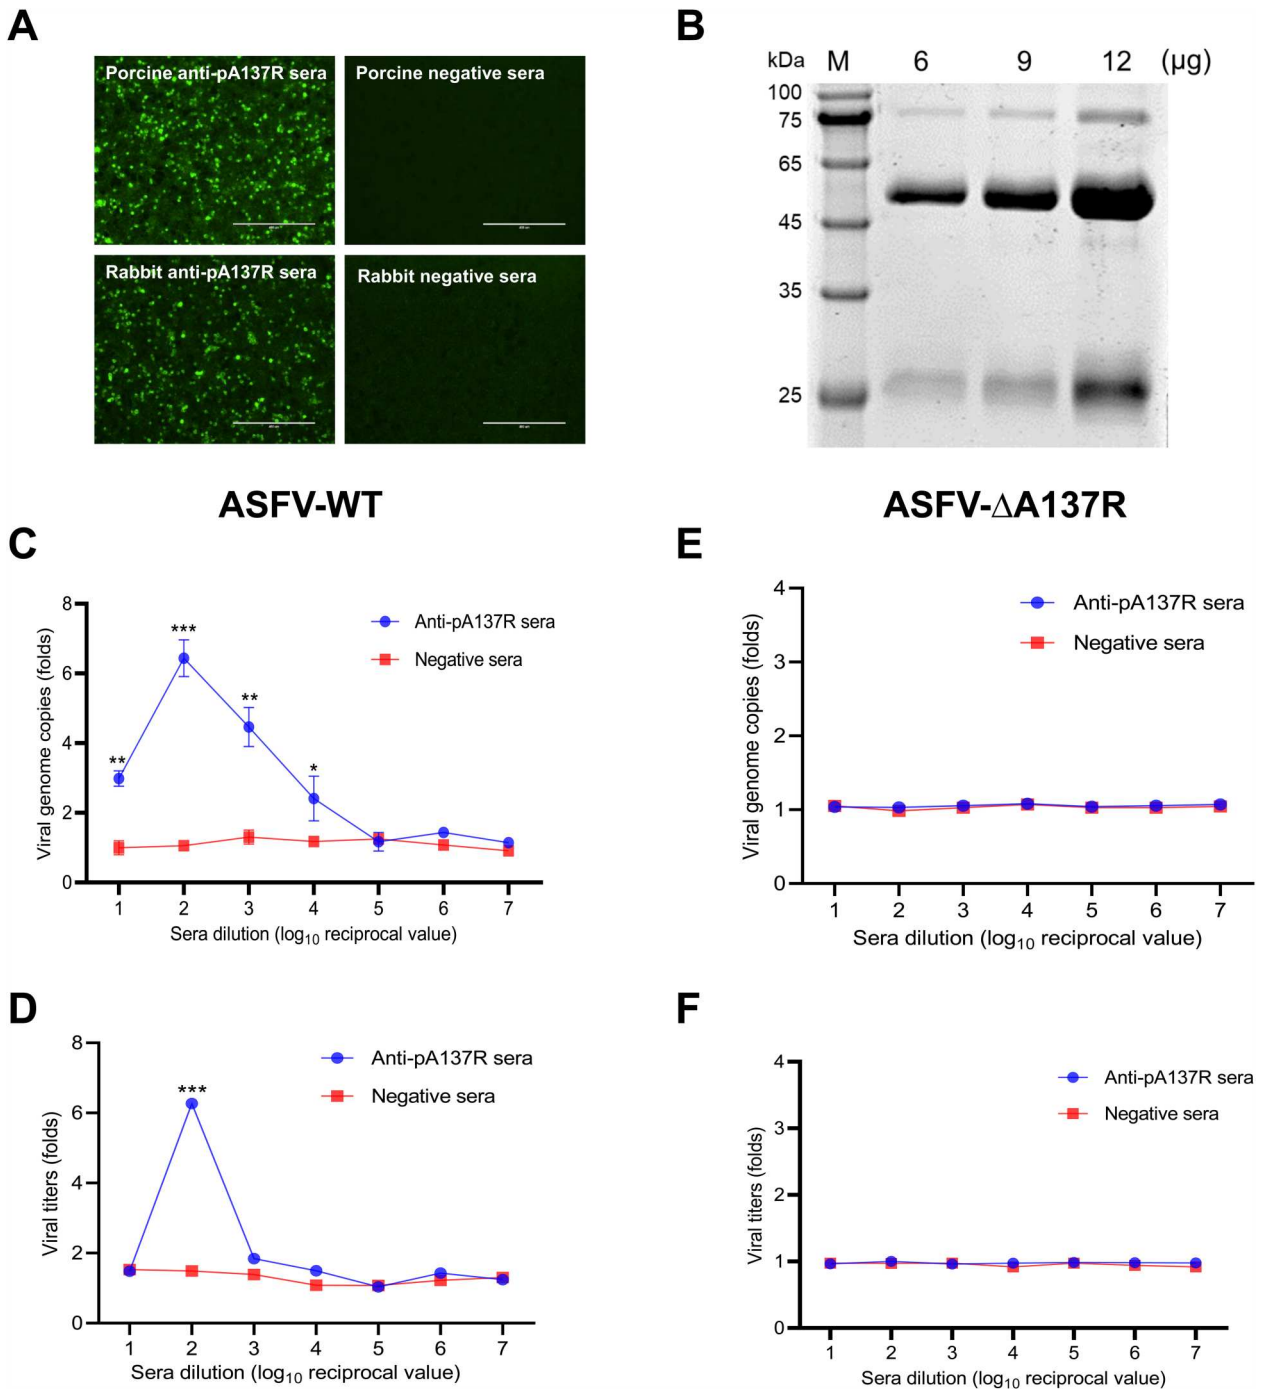 A
Porcine anti-pA137R sera
Porcine negative sera
Rabbit anti-pA137R sera
Rabbit negative sera
B
kDa M 6 9 12 (μg)
100
75
65
45
35
25
ASFV-WT
ASFV-ΔA137R
C
Viral genome copies (folds)
8
6
4
2
0
**
***
**
*
Anti-pA137R sera
Negative sera
1 2 3 4 5 6 7
Sera dilution (log10 reciprocal value)
E
Viral genome copies (folds)
4
3
2
1
0
Anti-pA137R sera
Negative sera
1 2 3 4 5 6 7
Sera dilution (log10 reciprocal value)
D
Viral titers (folds)
8
6
4
2
0
***
Anti-pA137R sera
Negative sera
1 2 3 4 5 6 7
Sera dilution (log10 reciprocal value)
F
Viral titers (folds)
4
3
2
1
0
Anti-pA137R sera
Negative sera
1 2 3 4 5 6 7
Sera dilution (log10 reciprocal value)